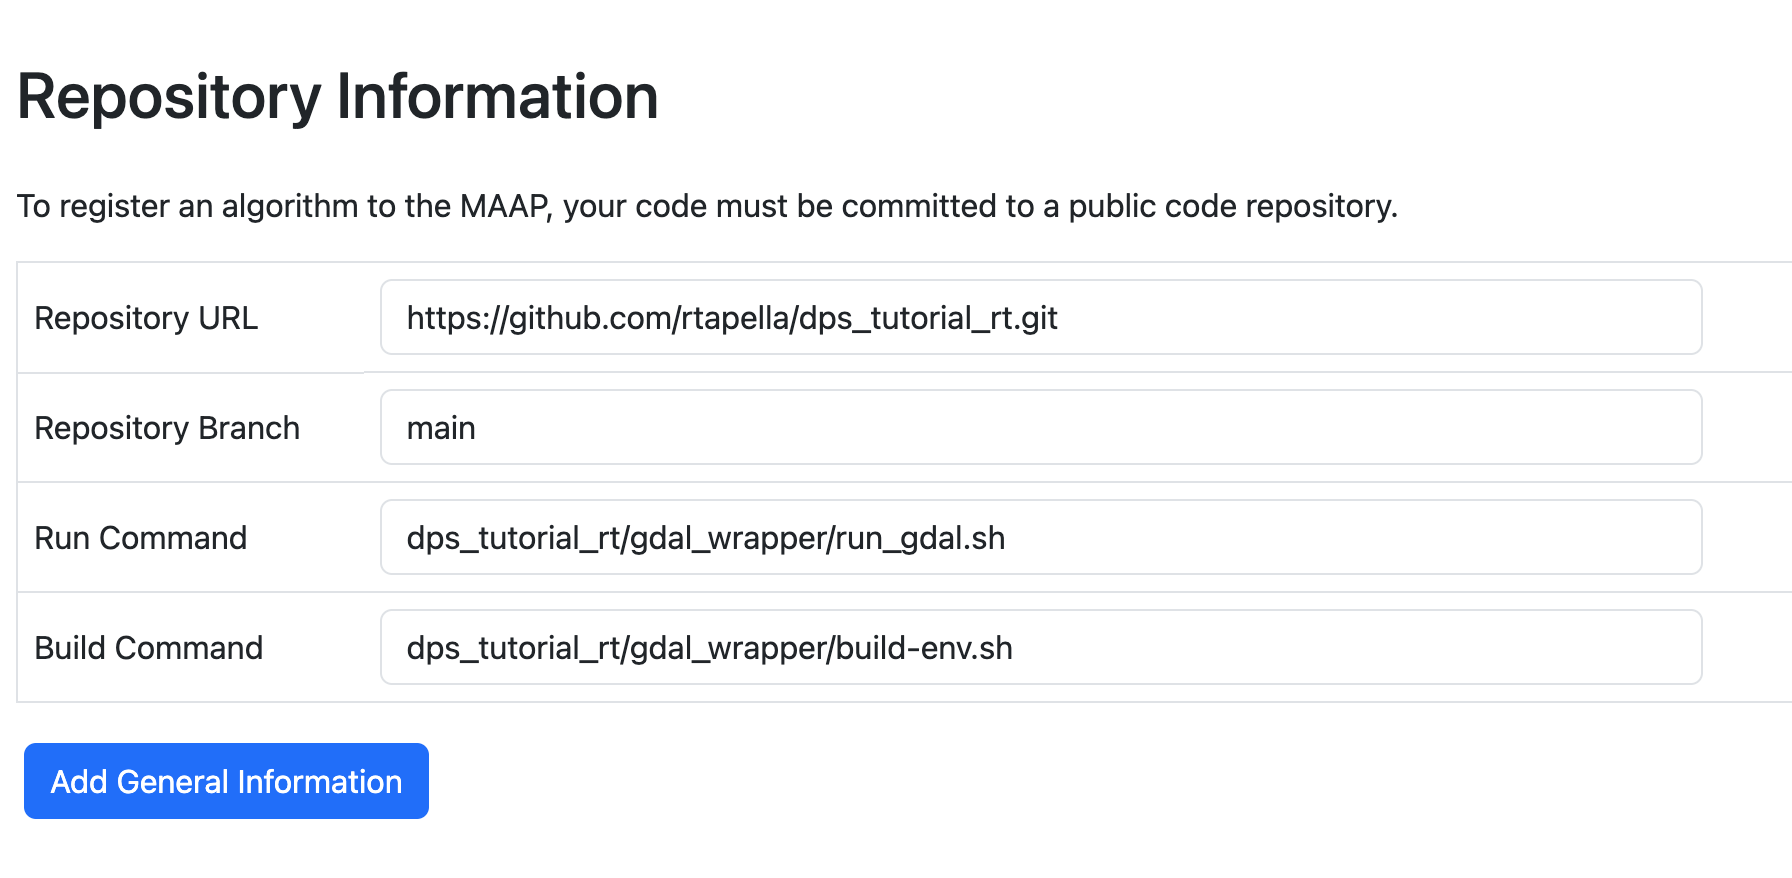 Repository Information
To register an algorithm to the MAAP, your code must be committed to a public code repository.
Repository URL https://github.com/rtapella/dps_tutorial_rt.git
Repository Branch main
Run Command dps_tutorial_rt/gdal_wrapper/run_gdal.sh
Build Command dps_tutorial_rt/gdal_wrapper/build-env.sh
Add General Information